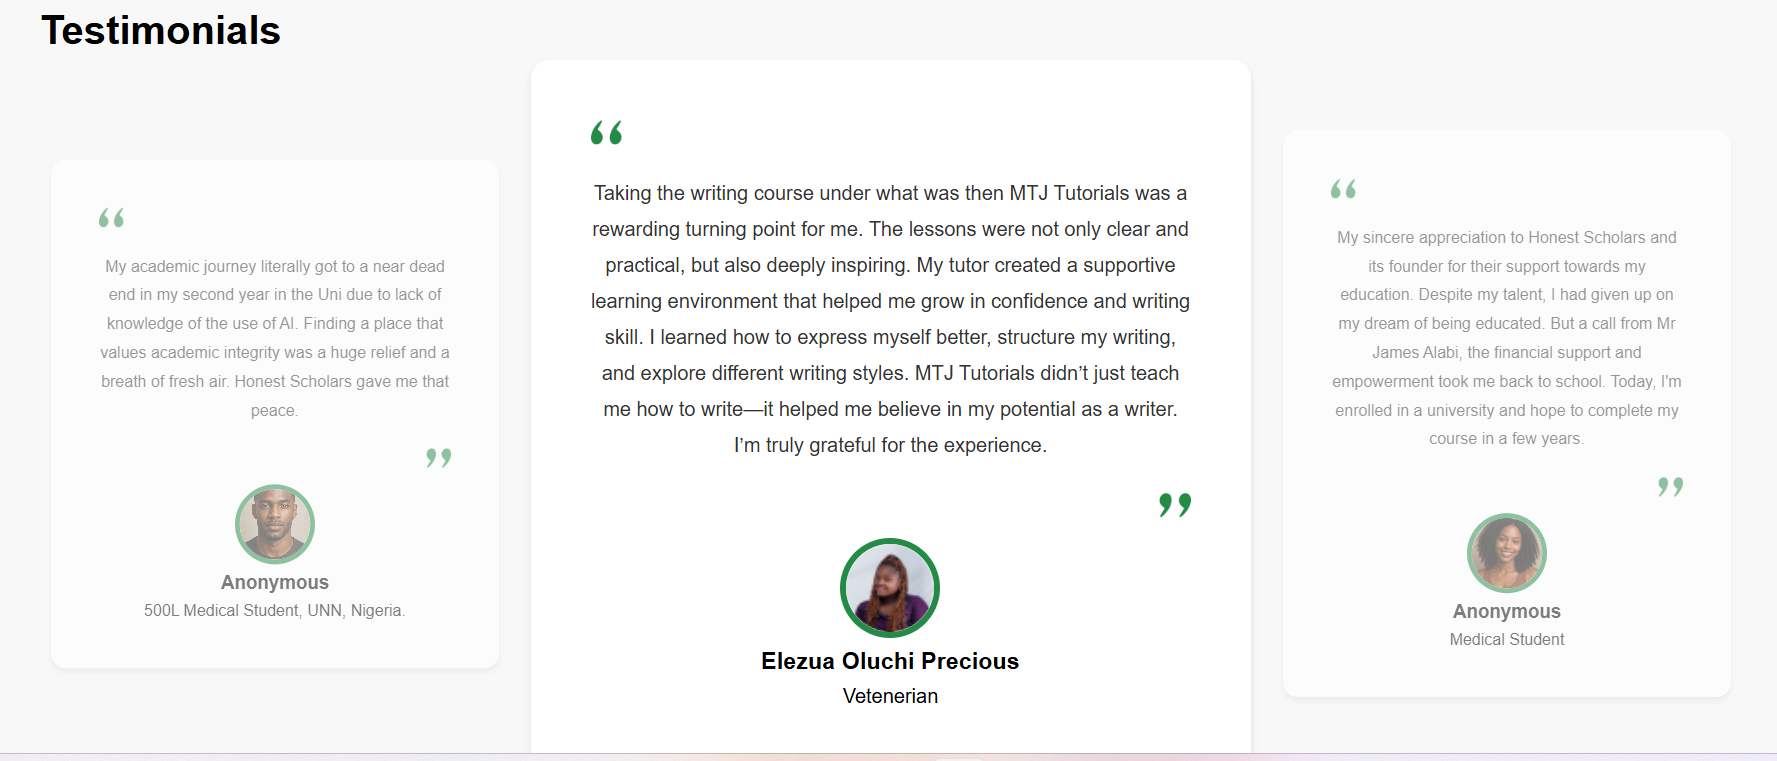 Testimonials
“
My academic journey literally got to a near dead
end in my second year in the Uni due to lack of
knowledge of the use of AI. Finding a place that
values academic integrity was a huge relief and a
breath of fresh air. Honest Scholars gave me that
peace.
”
Anonymous
500L Medical Student, UNN, Nigeria.
“
Taking the writing course under what was then MTJ Tutorials was a
rewarding turning point for me. The lessons were not only clear and
practical, but also deeply inspiring. My tutor created a supportive
learning environment that helped me grow in confidence and writing
skill. I learned how to express myself better, structure my writing,
and explore different writing styles. MTJ Tutorials didn’t just teach
me how to write—it helped me believe in my potential as a writer.
I’m truly grateful for the experience.
”
Elezua Oluchi Precious
Vetenerian
“
My sincere appreciation to Honest Scholars and
its founder for their support towards my
education. Despite my talent, I had given up on
my dream of being educated. But a call from Mr
James Alabi, the financial support and
empowerment took me back to school. Today, I'm
enrolled in a university and hope to complete my
course in a few years.
”
Anonymous
Medical Student